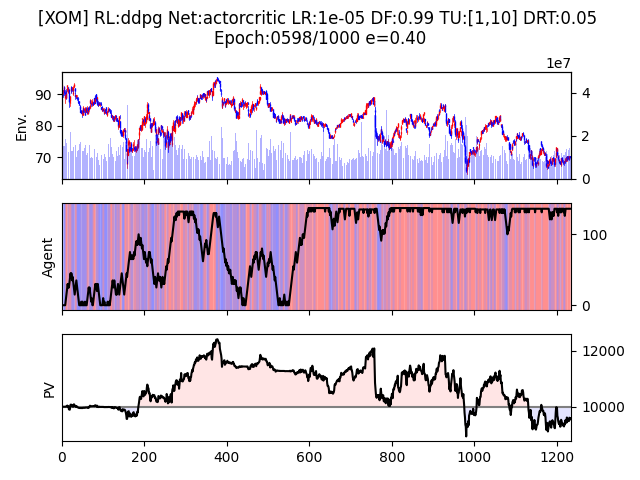 [XOM] RL:ddpg Net:actorcritic LR:1e-05 DF:0.99 TU:[1,10] DRT:0.05
Epoch:0598/1000 e=0.40
1e7
90
80
70
Env.
4
2
0
Agent
100
0
PV
12000
10000
0 200 400 600 800 1000 1200